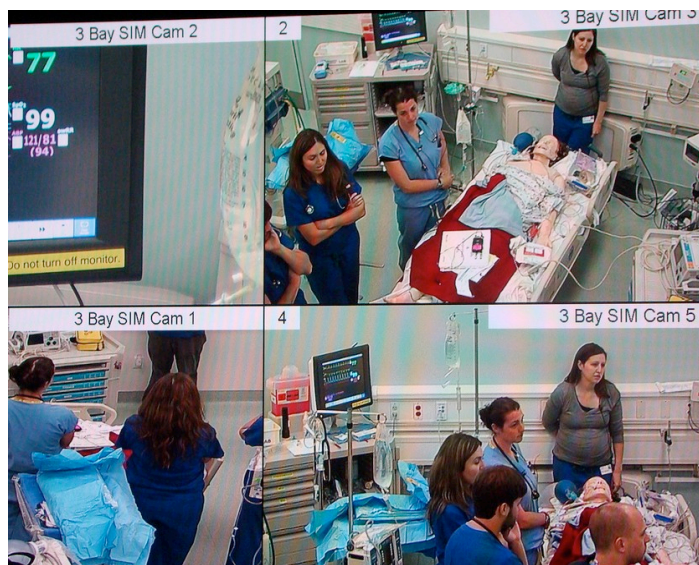 3 Bay SIM Cam 2
77
99
121/81
(94)
Do not turn off monitor.
2
3 Bay SIM Cam 3
3 Bay SIM Cam 1
4
3 Bay SIM Cam 5